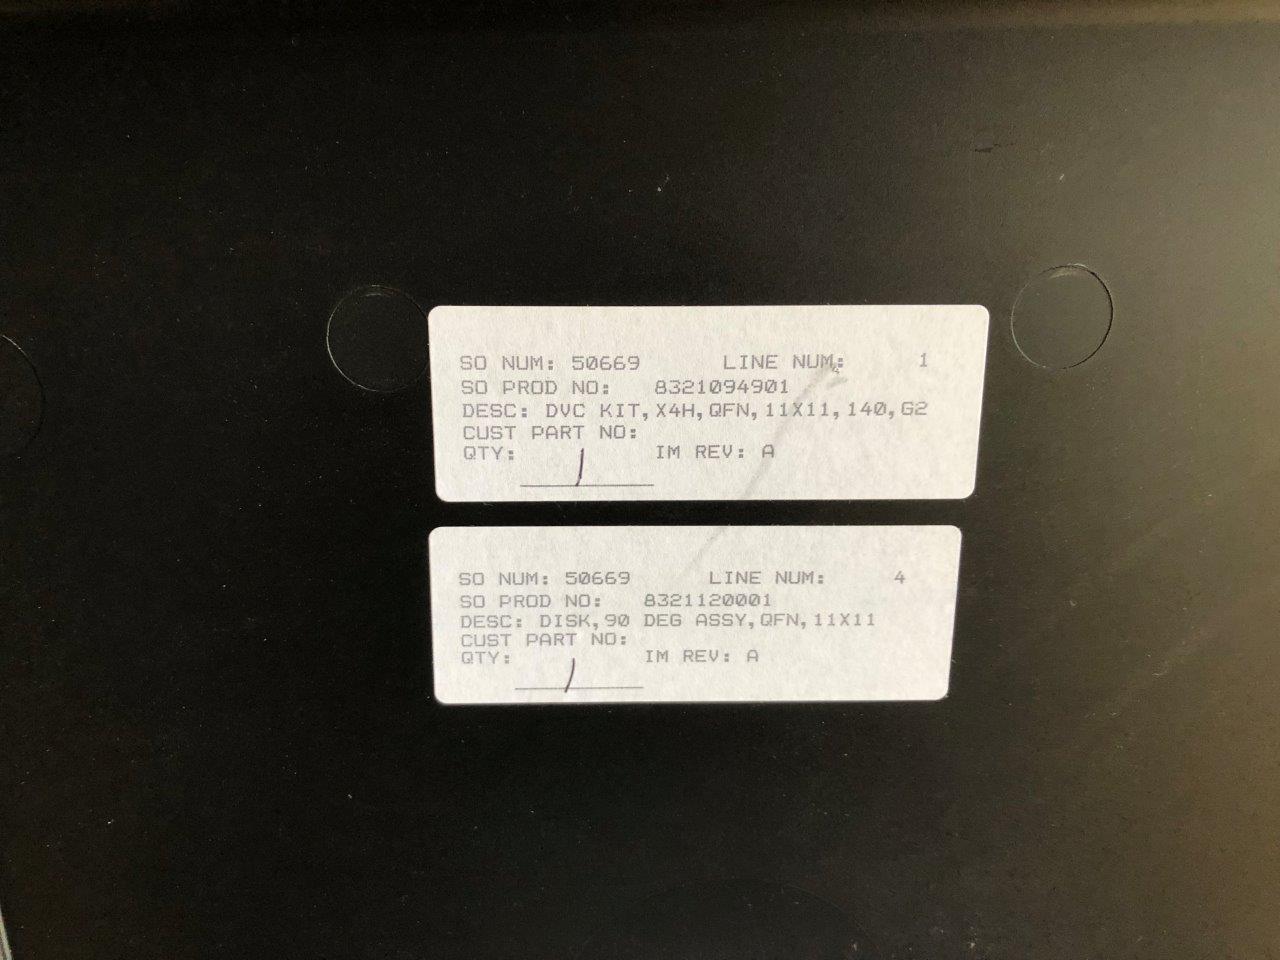 SO NUM: 50669 LINE NUM: 1
SO PROD NO: 8321094901
DESC: DVC KIT,X4H,QFN,11X11,140,G2
CUST PART NO:
QTY: 1 IM REV: A
SO NUM: 50669 LINE NUM: 4
SO PROD NO: 8321120001
DESC: DISK,90 DEG ASSY,QFN,11X11
CUST PART NO:
QTY: 1 IM REV: A